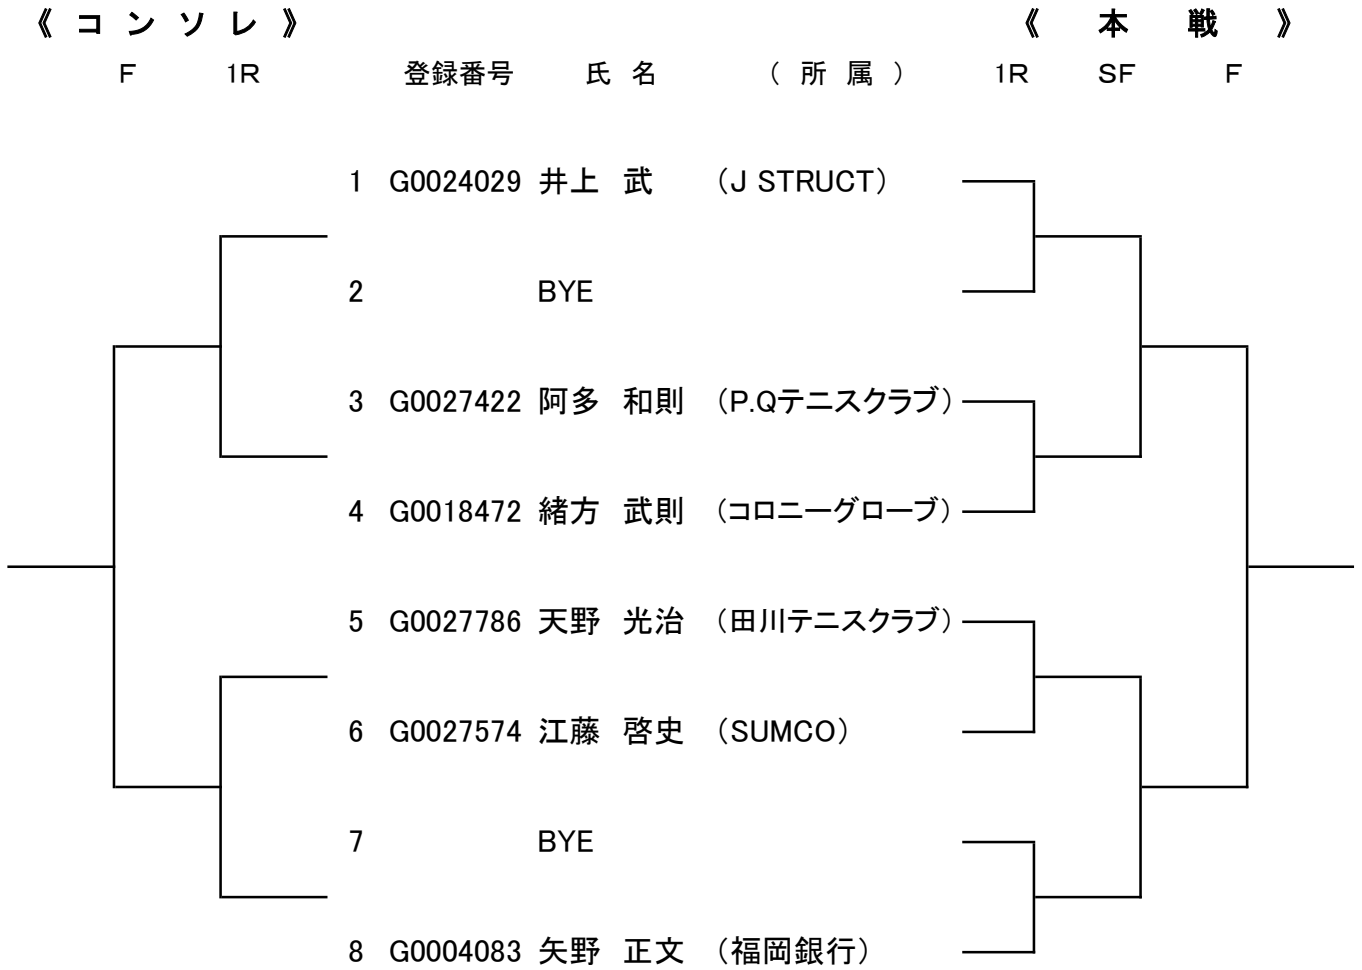 《 コ ン ソ レ 》 《 本 戦 》
F 1R 登録番号 氏 名 ( 所 属 ) 1R SF F
1 G0024029 井上 武 (J STRUCT)
2 BYE
3 G0027422 阿多 和則 (P.Qテニスクラブ)
4 G0018472 緒方 武則 (コロニーグローブ)
5 G0027786 天野 光治 (田川テニスクラブ)
6 G0027574 江藤 啓史 (SUMCO)
7 BYE
8 G0004083 矢野 正文 (福岡銀行)